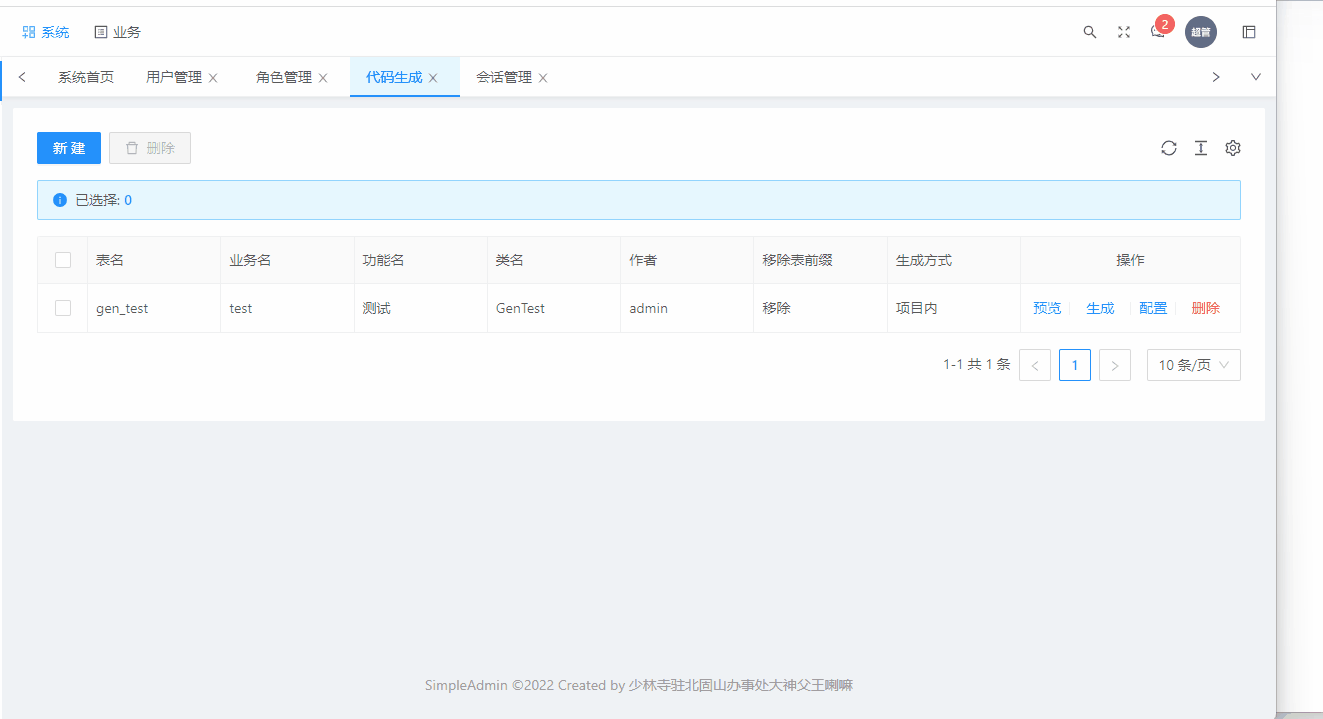 系统 业务 2 超管
系统首页 用户管理 角色管理 代码生成 会话管理
新 建 删除
已选择: 0
表名 业务名 功能名 类名 作者 移除表前缀 生成方式 操作
gen_test test 测试 GenTest admin 移除 项目内 预览 生成 配置 删除
1-1 共 1 条 1 10 条/页
SimpleAdmin ©2022 Created by 少林寺驻北固山办事处大神父王喇嘛